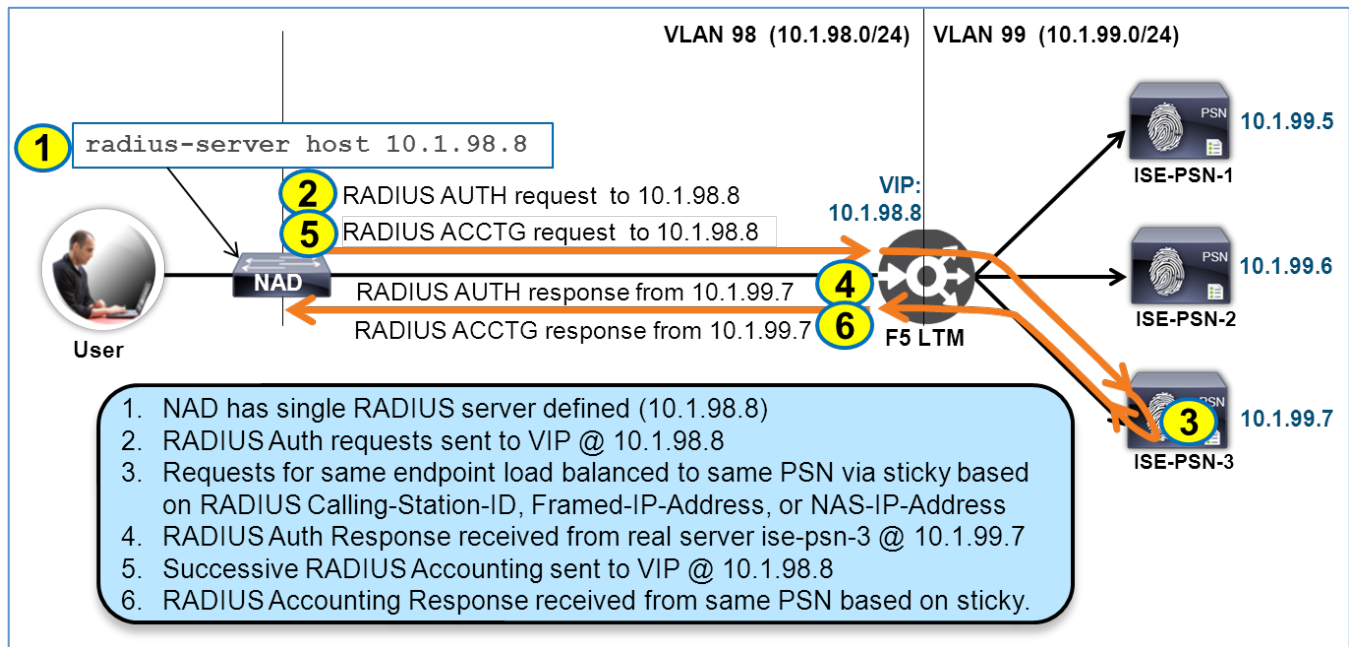 VLAN 98 (10.1.98.0/24)
VLAN 99 (10.1.99.0/24)
1
radius-server host 10.1.98.8
2
RADIUS AUTH request to 10.1.98.8
5
RADIUS ACCTG request to 10.1.98.8
VIP:
10.1.98.8
PSN
10.1.99.5
ISE-PSN-1
PSN
10.1.99.6
ISE-PSN-2
NAD
User
RADIUS AUTH response from 10.1.99.7
4
RADIUS ACCTG response from 10.1.99.7
6
F5 LTM
PSN
3
10.1.99.7
ISE-PSN-3
1. NAD has single RADIUS server defined (10.1.98.8)
2. RADIUS Auth requests sent to VIP @ 10.1.98.8
3. Requests for same endpoint load balanced to same PSN via sticky based
on RADIUS Calling-Station-ID, Framed-IP-Address, or NAS-IP-Address
4. RADIUS Auth Response received from real server ise-psn-3 @ 10.1.99.7
5. Successive RADIUS Accounting sent to VIP @ 10.1.98.8
6. RADIUS Accounting Response received from same PSN based on sticky.